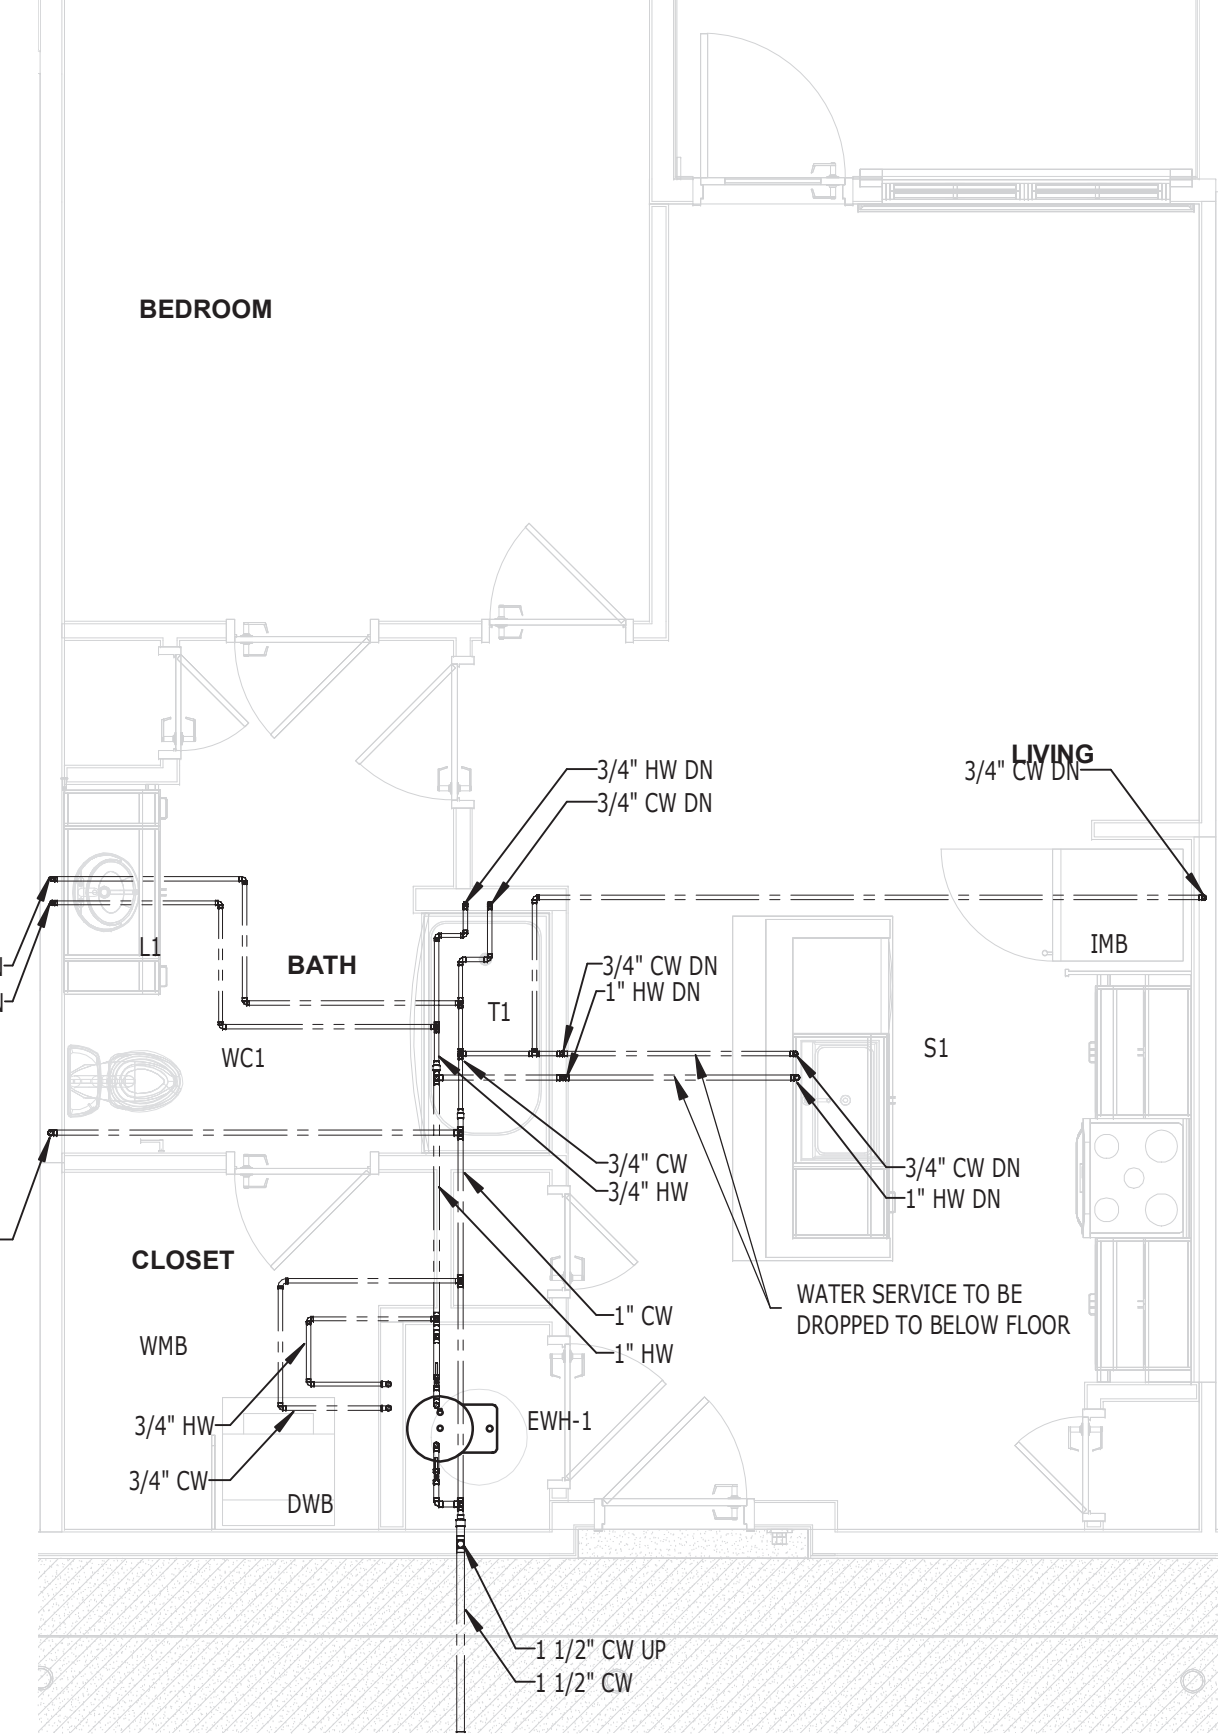 BEDROOM
LIVING
3/4" HW DN
3/4" CW DN
3/4" CW DN
L1
BATH
IMB
3/4" CW DN
1" HW DN
T1
WC1
S1
3/4" CW
3/4" HW
3/4" CW DN
1" HW DN
CLOSET
WATER SERVICE TO BE
DROPPED TO BELOW FLOOR
1" CW
1" HW
WMB
3/4" HW
EWH-1
3/4" CW
DWB
1 1/2" CW UP
1 1/2" CW